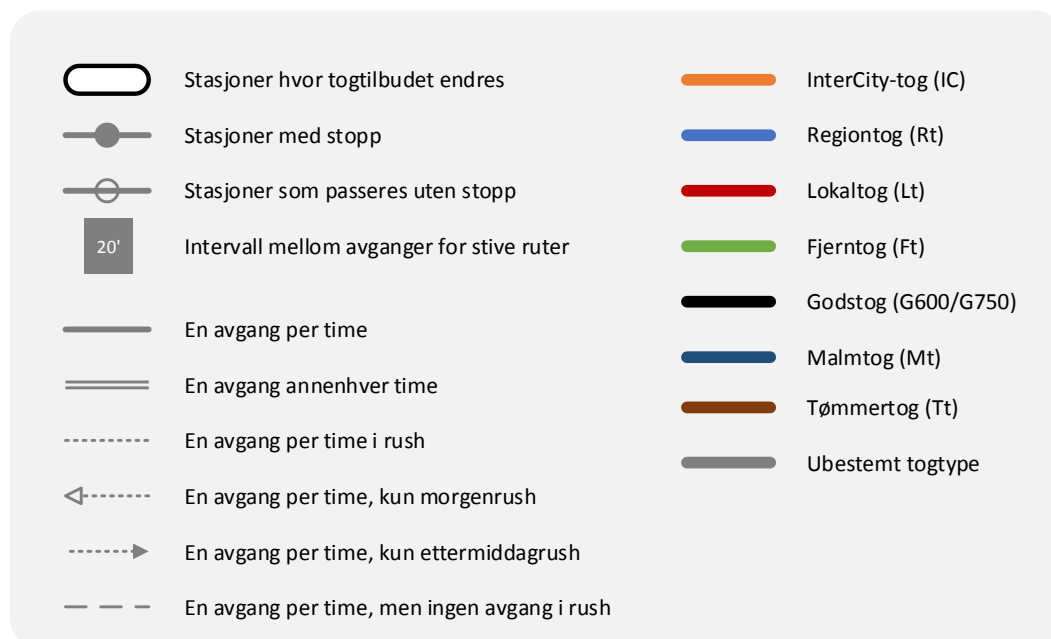 Stasjoner hvor togtilbudet endres
Stasjoner med stopp
Stasjoner som passeres uten stopp
20'
Intervall mellom avganger for stive ruter
En avgang per time
En avgang annenhver time
En avgang per time i rush
En avgang per time, kun morgenrush
En avgang per time, kun ettermiddagrush
En avgang per time, men ingen avgang i rush
InterCity-tog (IC)
Regiontog (Rt)
Lokaltog (Lt)
Fjerntog (Ft)
Godstog (G600/G750)
Malmtog (Mt)
Tømmertog (Tt)
Ubestemt togtype